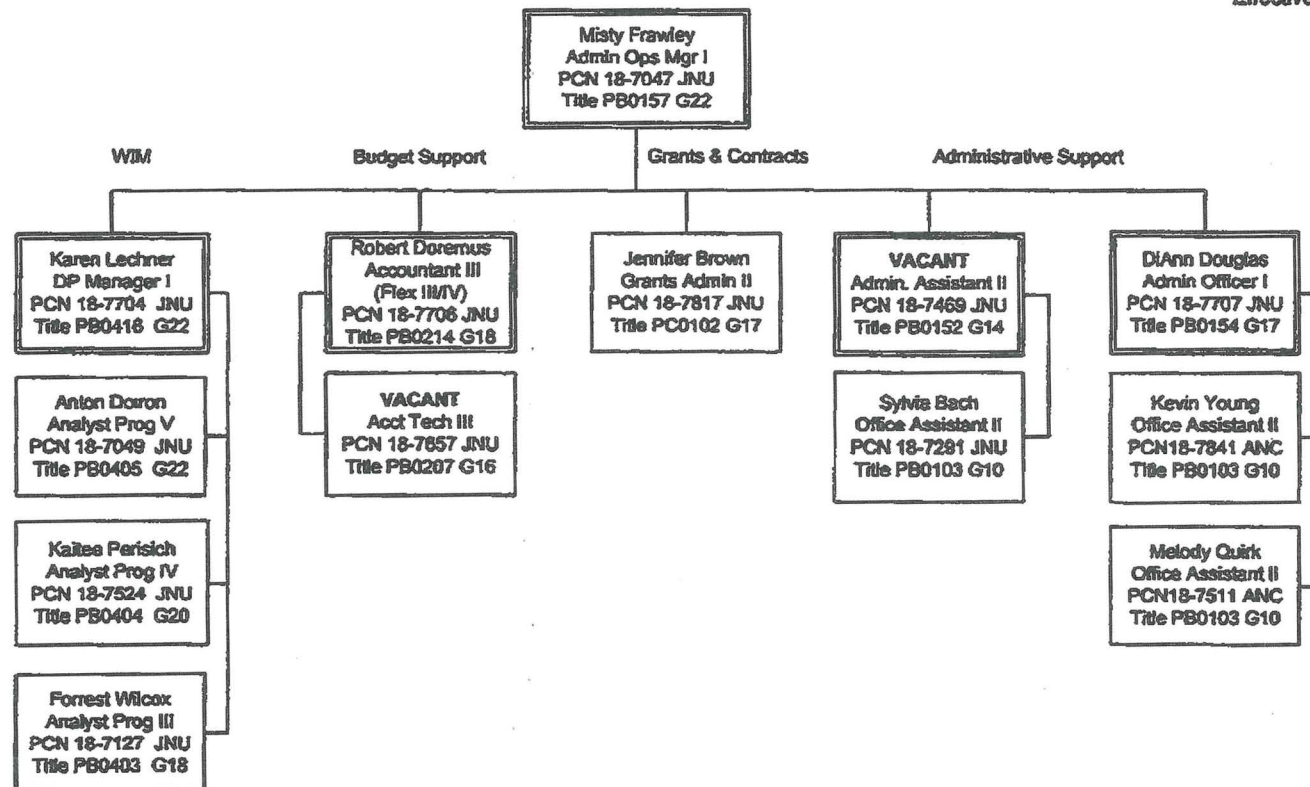 Misty Frawley
Admin Ops Mgr I
PCN 18-7047 JNU
Title PB0157 G22
WIM
Budget Support
Grants & Contracts
Administrative Support
Karen Lechner
DP Manager I
PCN 18-7704 JNU
Title PB0416 G22
Robert Doremus
Accountant III
(Flex III/IV)
PCN 18-7706 JNU
Title PB0214 G18
Jennifer Brown
Grants Admin II
PCN 18-7817 JNU
Title PC0102 G17
VACANT
Admin. Assistant II
PCN 18-7469 JNU
Title PB0152 G14
DiAnn Douglas
Admin Officer I
PCN 18-7707 JNU
Title PB0154 G17
Anton Doiron
Analyst Prog V
PCN 18-7049 JNU
Title PB0405 G22
VACANT
Acct Tech III
PCN 18-7657 JNU
Title PB0207 G16
Sylvia Bach
Office Assistant II
PCN 18-7291 JNU
Title PB0103 G10
Kevin Young
Office Assistant II
PCN18-7841 ANC
Title PB0103 G10
Kaitee Perisich
Analyst Prog IV
PCN 18-7524 JNU
Title PB0404 G20
Melody Quirk
Office Assistant II
PCN18-7511 ANC
Title PB0103 G10
Forrest Wilcox
Analyst Prog III
PCN 18-7127 JNU
Title PB0403 G18